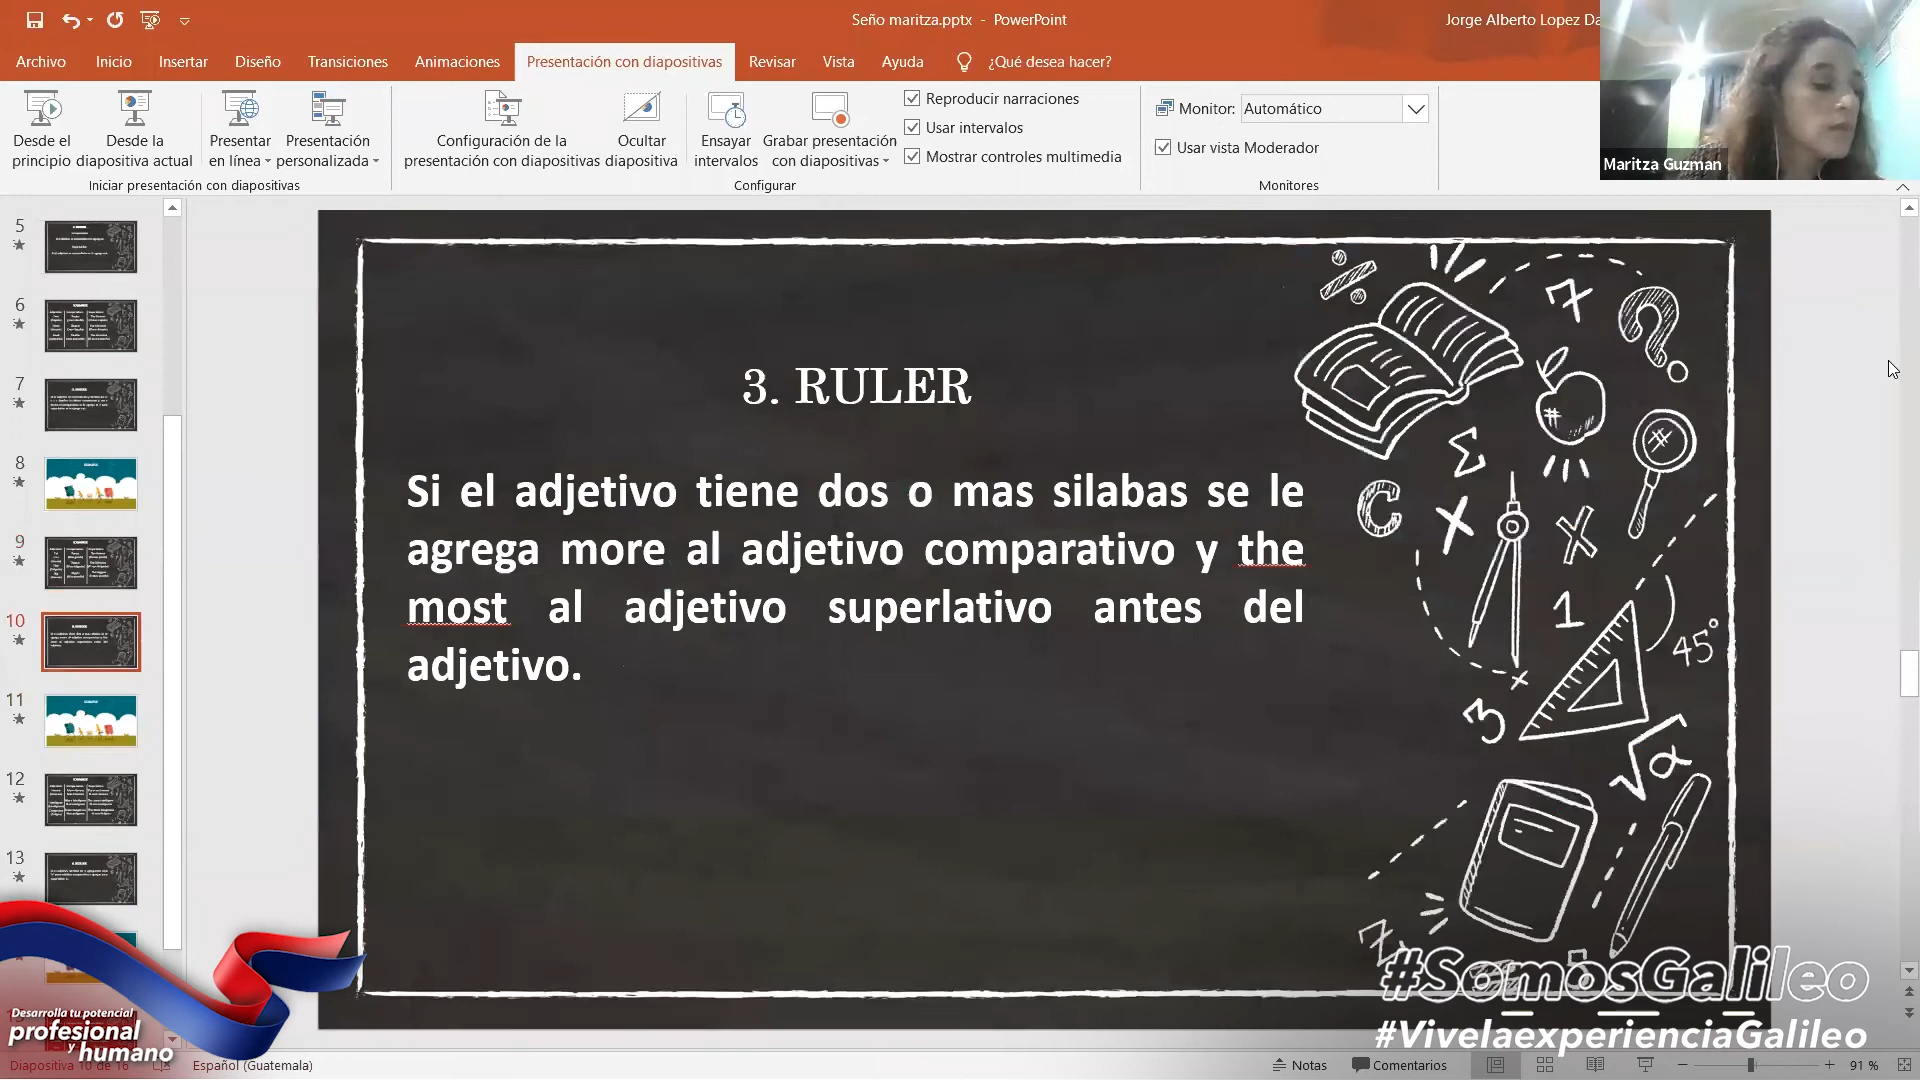 Seño maritza.pptx - PowerPoint
Jorge Alberto Lopez Da
Archivo Inicio Insertar Diseño Transiciones Animaciones Presentación con diapositivas Revisar Vista Ayuda ¿Qué desea hacer?
Desde el principio
Desde la diapositiva actual
Presentar en línea
Presentación personalizada
Iniciar presentación con diapositivas
Configuración de la presentación con diapositivas
Ocultar diapositiva
Ensayar intervalos
Grabar presentación con diapositivas
Reproducir narraciones
Usar intervalos
Mostrar controles multimedia
Configurar
Monitor: Automático
Usar vista Moderador
Monitores
Maritza Guzman
5
6
7
8
9
10
11
12
13
3. RULER
Si el adjetivo tiene dos o mas silabas se le
agrega more al adjetivo comparativo y the
most al adjetivo superlativo antes del
adjetivo.
7
C
X
X
1
45°
3
√2
7
Desarrolla tu potencial
profesional
y humano
#SomosGalileo
#VivelaexperienciaGalileo
Diapositiva 10 de 16 Español (Guatemala) Notas Comentarios 91 %